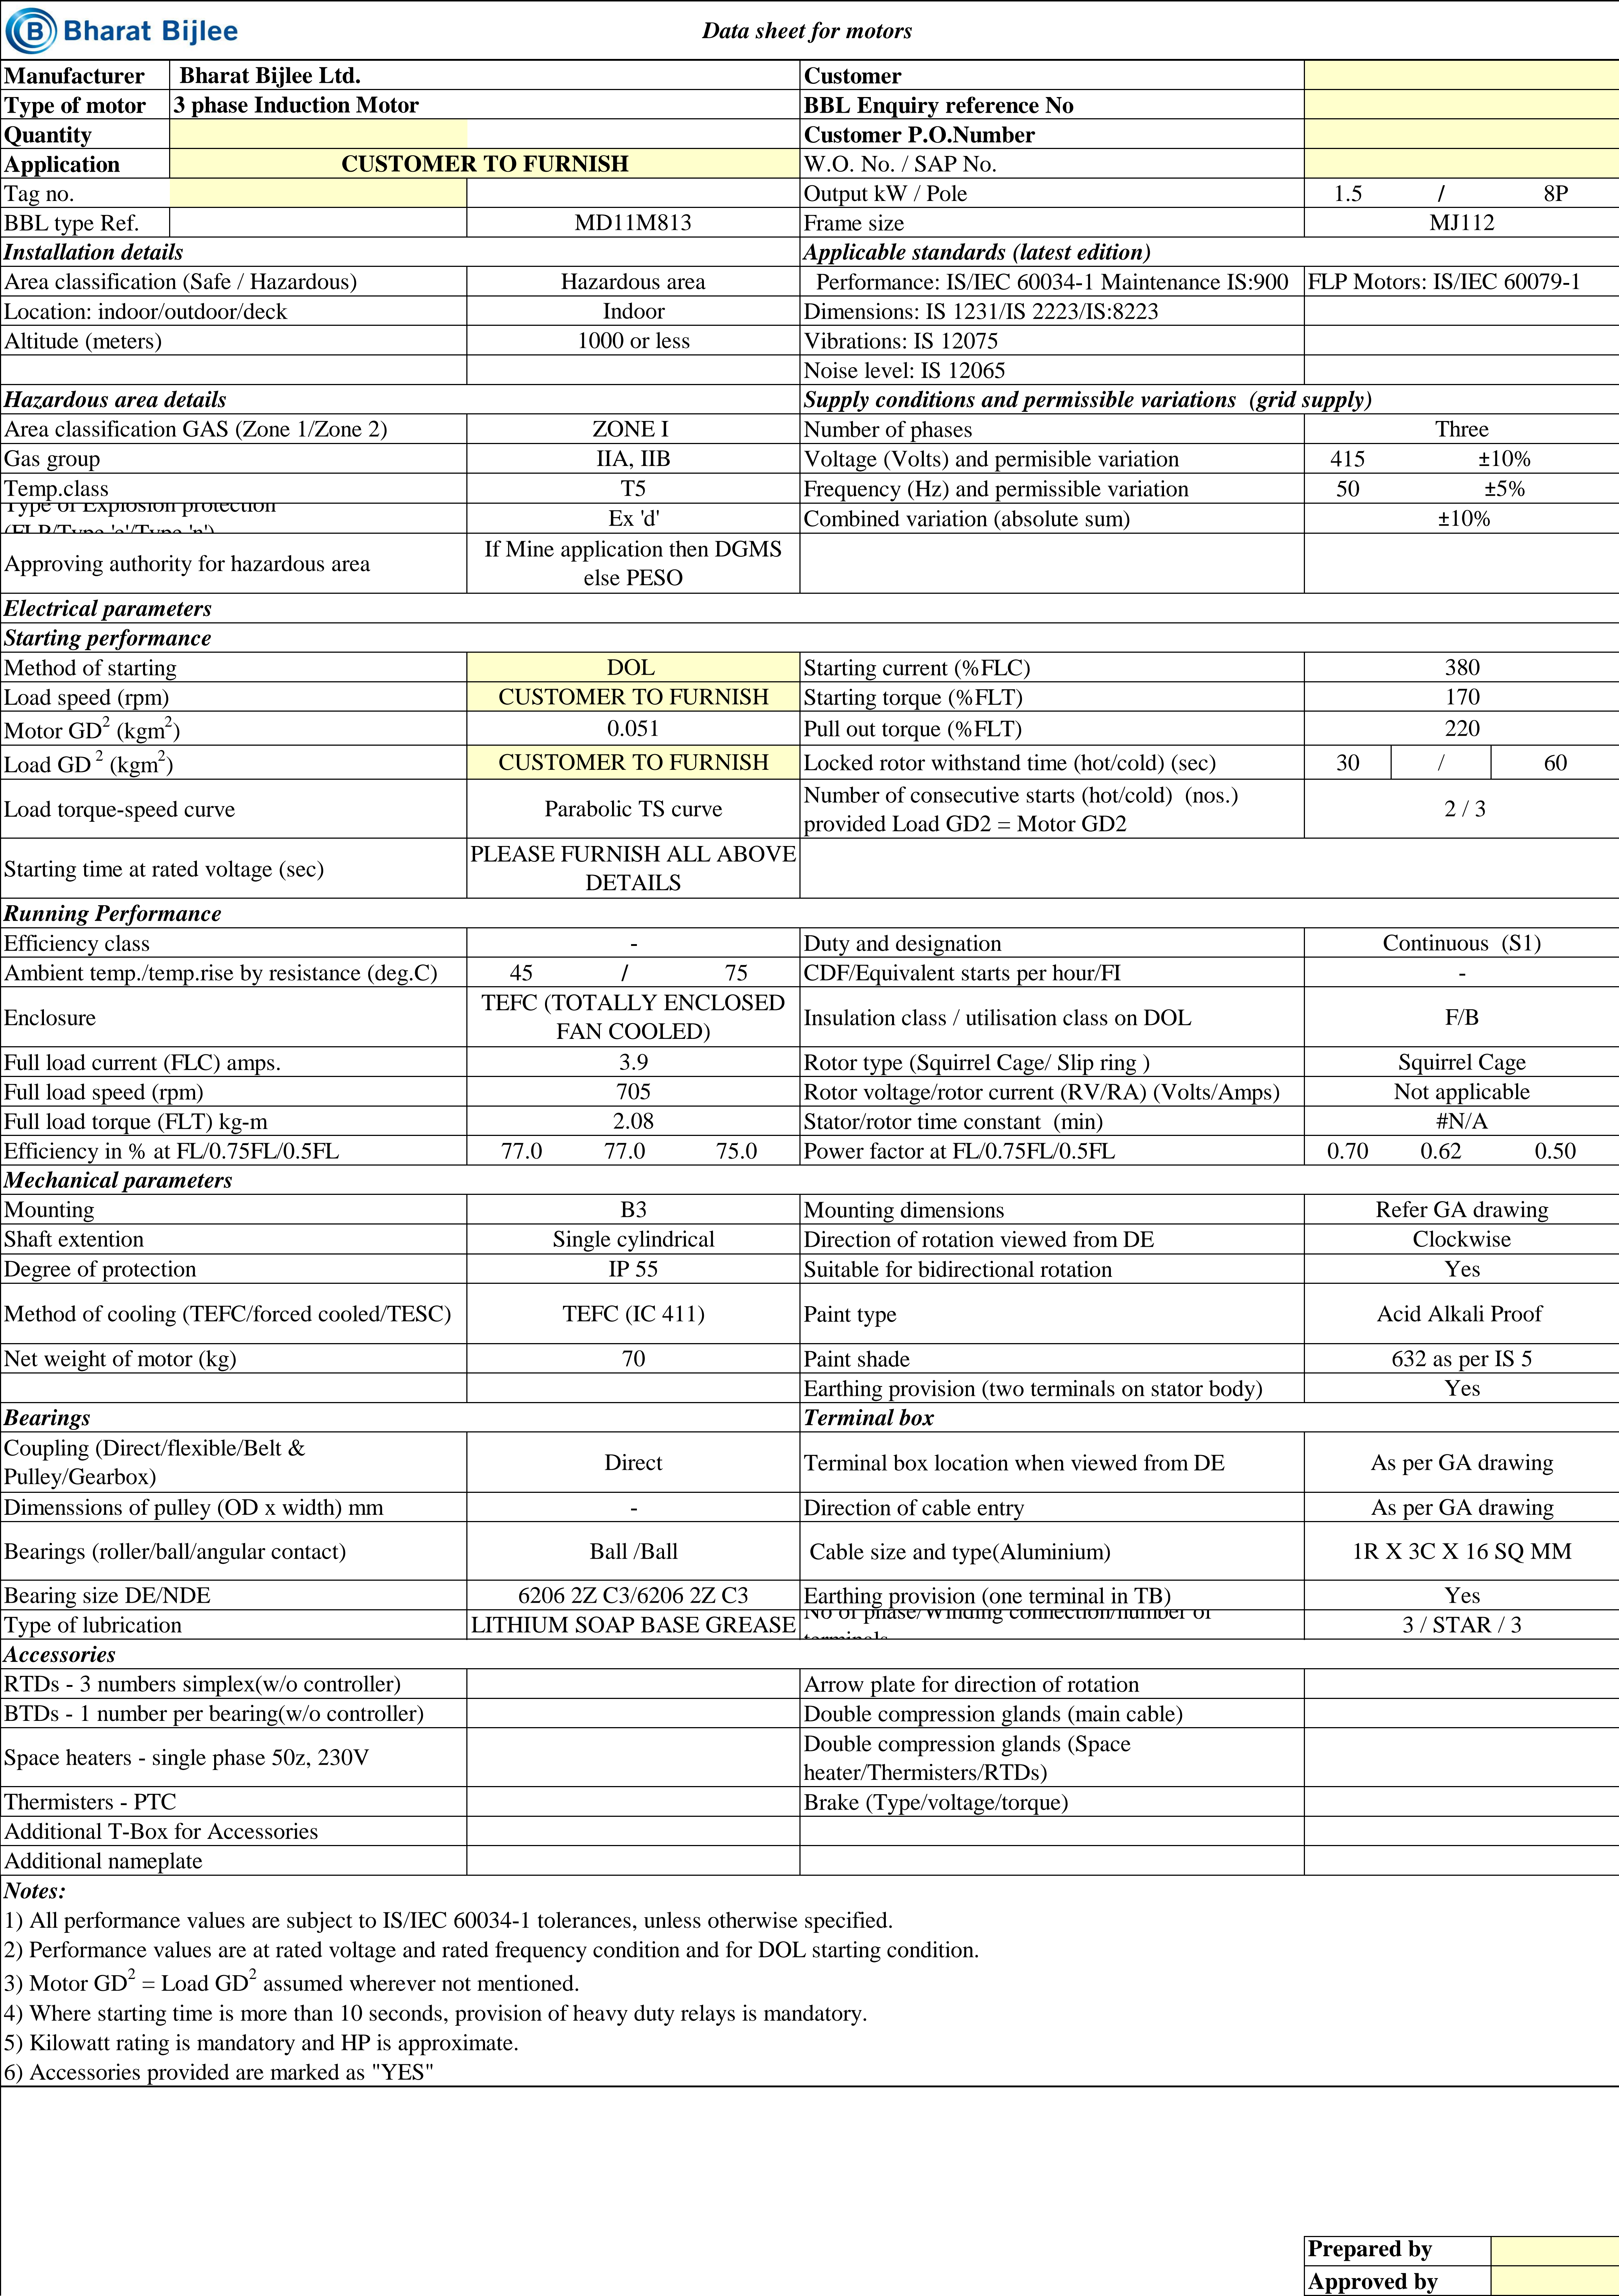 B Bharat Bijlee
Data sheet for motors
Manufacturer Bharat Bijlee Ltd. Customer
Type of motor 3 phase Induction Motor BBL Enquiry reference No
Quantity Customer P.O.Number
Application CUSTOMER TO FURNISH W.O. No. / SAP No.
Tag no. Output kW / Pole 1.5 / 8P
BBL type Ref. MD11M813 Frame size MJ112
Installation details Applicable standards (latest edition)
Area classification (Safe / Hazardous) Hazardous area Performance: IS/IEC 60034-1 Maintenance IS:900 FLP Motors: IS/IEC 60079-1
Location: indoor/outdoor/deck Indoor Dimensions: IS 1231/IS 2223/IS:8223
Altitude (meters) 1000 or less Vibrations: IS 12075
Noise level: IS 12065
Hazardous area details Supply conditions and permissible variations (grid supply)
Area classification GAS (Zone 1/Zone 2) ZONE I Number of phases Three
Gas group IIA, IIB Voltage (Volts) and permisible variation 415 ±10%
Temp.class T5 Frequency (Hz) and permissible variation 50 ±5%
Type of Explosion protection
(FLP/Type 'e'/Type 'n') Ex 'd' Combined variation (absolute sum) ±10%
Approving authority for hazardous area If Mine application then DGMS
else PESO
Electrical parameters
Starting performance
Method of starting DOL Starting current (%FLC) 380
Load speed (rpm) CUSTOMER TO FURNISH Starting torque (%FLT) 170
Motor GD² (kgm²) 0.051 Pull out torque (%FLT) 220
Load GD ² (kgm²) CUSTOMER TO FURNISH Locked rotor withstand time (hot/cold) (sec) 30 / 60
Load torque-speed curve Parabolic TS curve Number of consecutive starts (hot/cold) (nos.)
provided Load GD2 = Motor GD2 2 / 3
Starting time at rated voltage (sec) PLEASE FURNISH ALL ABOVE
DETAILS
Running Performance
Efficiency class - Duty and designation Continuous (S1)
Ambient temp./temp.rise by resistance (deg.C) 45 / 75 CDF/Equivalent starts per hour/FI -
Enclosure TEFC (TOTALLY ENCLOSED
FAN COOLED) Insulation class / utilisation class on DOL F/B
Full load current (FLC) amps. 3.9 Rotor type (Squirrel Cage/ Slip ring ) Squirrel Cage
Full load speed (rpm) 705 Rotor voltage/rotor current (RV/RA) (Volts/Amps) Not applicable
Full load torque (FLT) kg-m 2.08 Stator/rotor time constant (min) #N/A
Efficiency in % at FL/0.75FL/0.5FL 77.0 77.0 75.0 Power factor at FL/0.75FL/0.5FL 0.70 0.62 0.50
Mechanical parameters
Mounting B3 Mounting dimensions Refer GA drawing
Shaft extention Single cylindrical Direction of rotation viewed from DE Clockwise
Degree of protection IP 55 Suitable for bidirectional rotation Yes
Method of cooling (TEFC/forced cooled/TESC) TEFC (IC 411) Paint type Acid Alkali Proof
Net weight of motor (kg) 70 Paint shade 632 as per IS 5
Earthing provision (two terminals on stator body) Yes
Bearings Terminal box
Coupling (Direct/flexible/Belt &
Pulley/Gearbox) Direct Terminal box location when viewed from DE As per GA drawing
Dimenssions of pulley (OD x width) mm - Direction of cable entry As per GA drawing
Bearings (roller/ball/angular contact) Ball /Ball Cable size and type(Aluminium) 1R X 3C X 16 SQ MM
Bearing size DE/NDE 6206 2Z C3/6206 2Z C3 Earthing provision (one terminal in TB) Yes
Type of lubrication LITHIUM SOAP BASE GREASE No of phase/Winding connection/number of
terminals 3 / STAR / 3
Accessories
RTDs - 3 numbers simplex(w/o controller) Arrow plate for direction of rotation
BTDs - 1 number per bearing(w/o controller) Double compression glands (main cable)
Space heaters - single phase 50z, 230V Double compression glands (Space
heater/Thermisters/RTDs)
Thermisters - PTC Brake (Type/voltage/torque)
Additional T-Box for Accessories
Additional nameplate
Notes:
1) All performance values are subject to IS/IEC 60034-1 tolerances, unless otherwise specified.
2) Performance values are at rated voltage and rated frequency condition and for DOL starting condition.
3) Motor GD² = Load GD² assumed wherever not mentioned.
4) Where starting time is more than 10 seconds, provision of heavy duty relays is mandatory.
5) Kilowatt rating is mandatory and HP is approximate.
6) Accessories provided are marked as "YES"
Prepared by
Approved by